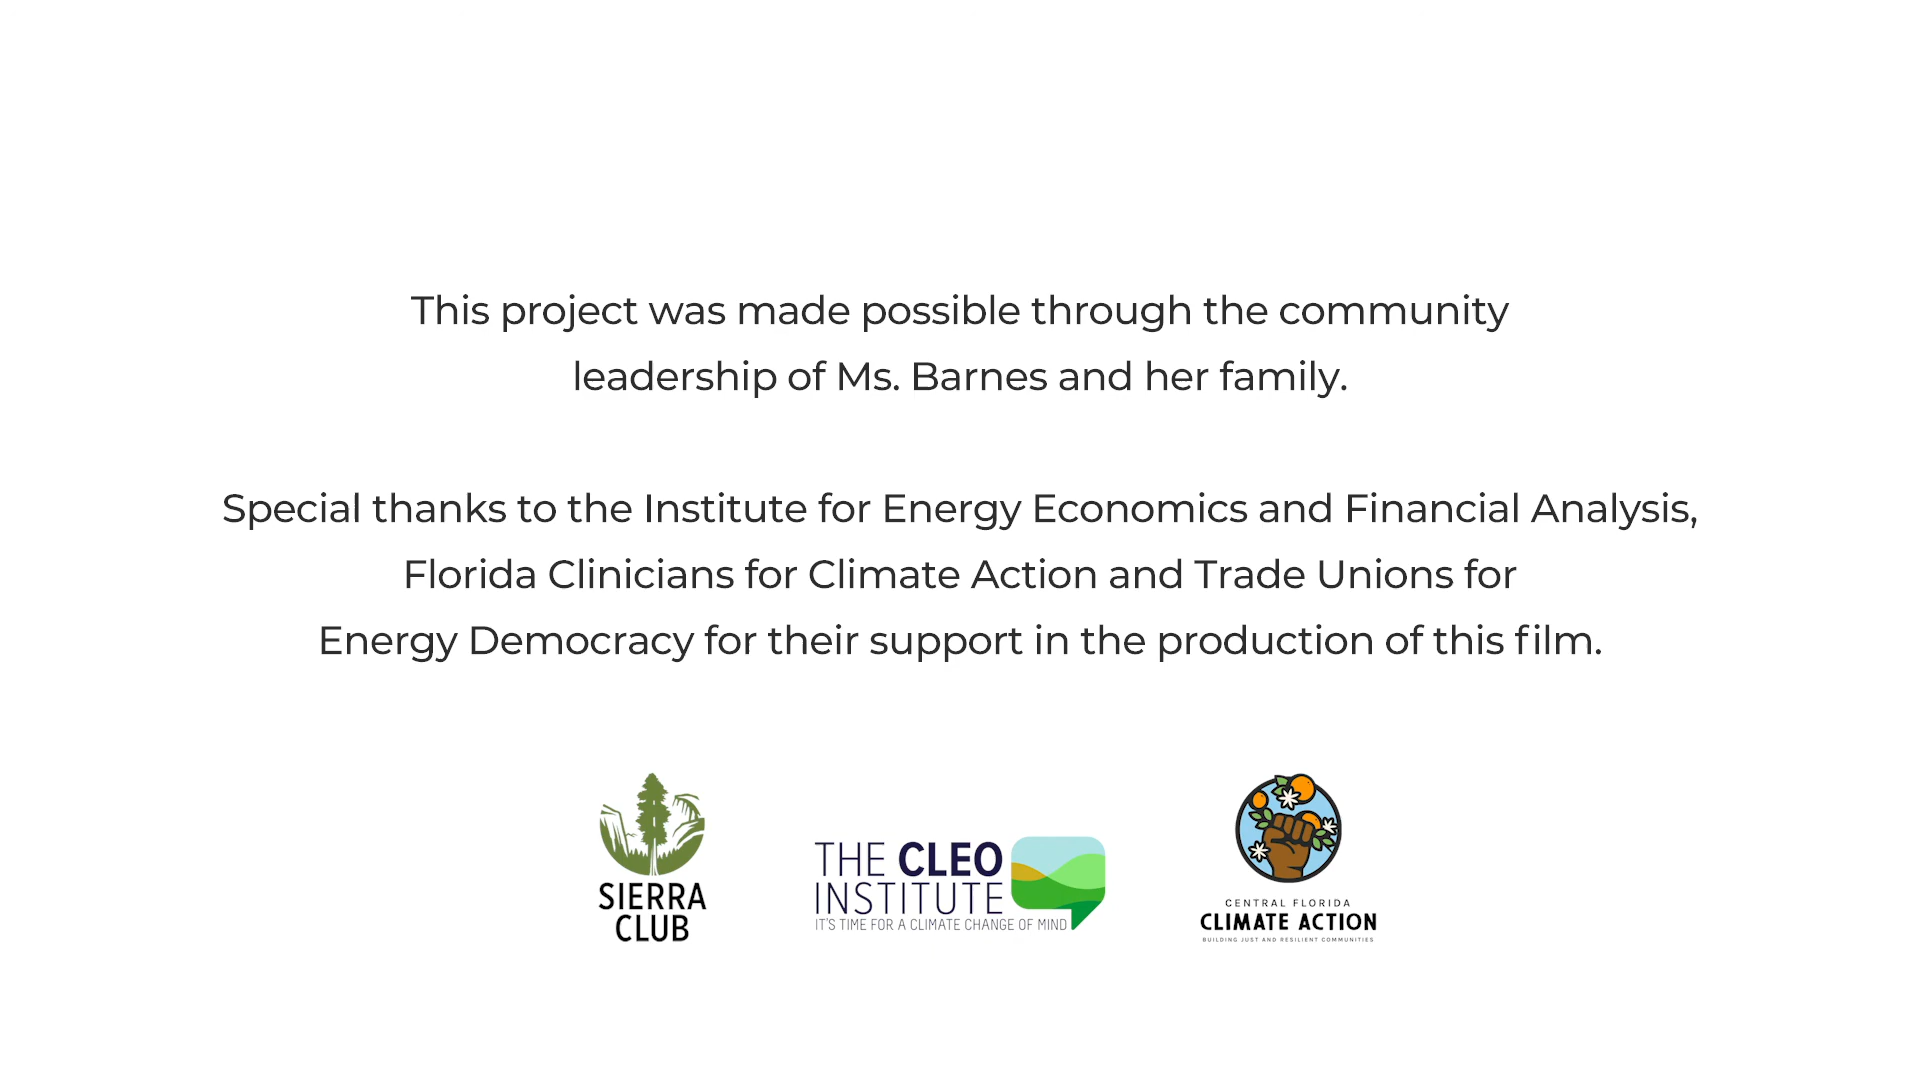 This project was made possible through the community
leadership of Ms. Barnes and her family.
Special thanks to the Institute for Energy Economics and Financial Analysis,
Florida Clinicians for Climate Action and Trade Unions for
Energy Democracy for their support in the production of this film.
SIERRA
CLUB
THE CLEO
INSTITUTE
IT'S TIME FOR A CLIMATE CHANGE OF MIND
CENTRAL FLORIDA
CLIMATE ACTION
BUILDING JUST AND RESILIENT COMMUNITIES